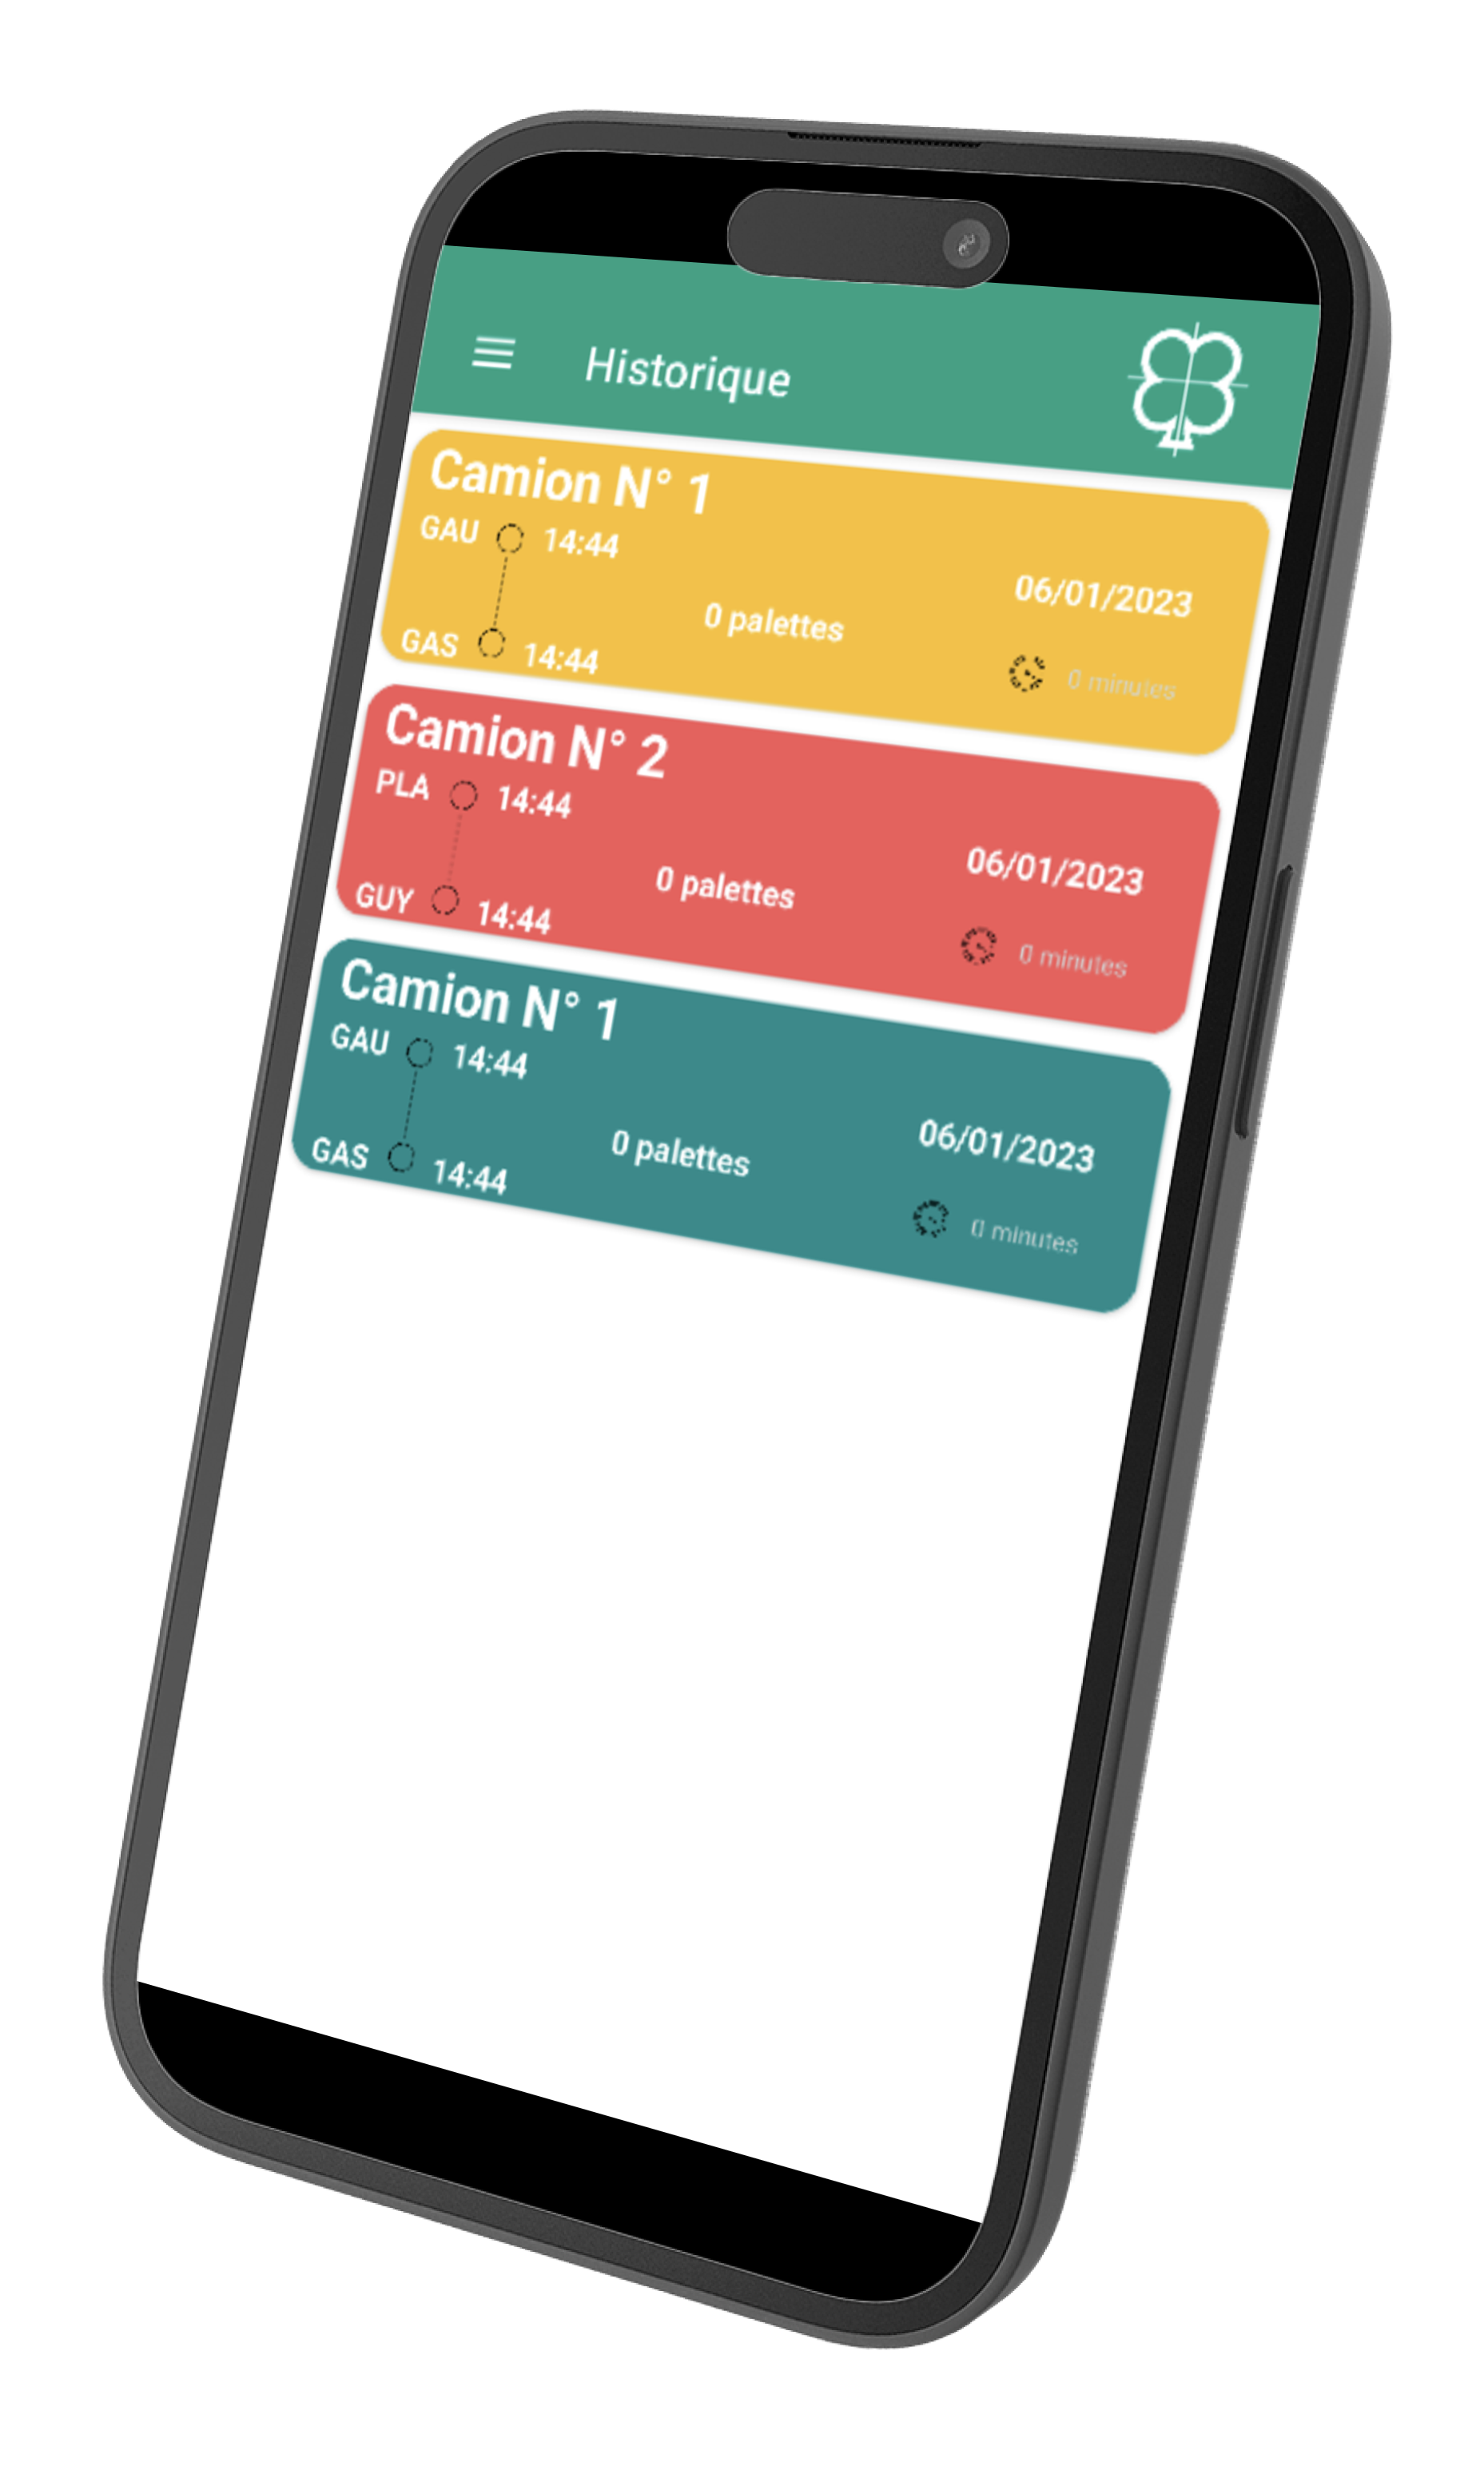 Historique
Camion N° 1
GAU 14:44
06/01/2023
0 palettes
GAS 14:44
0 minutes
Camion N° 2
PLA 14:44
06/01/2023
0 palettes
GUY 14:44
0 minutes
Camion N° 1
GAU 14:44
06/01/2023
0 palettes
GAS 14:44
0 minutes